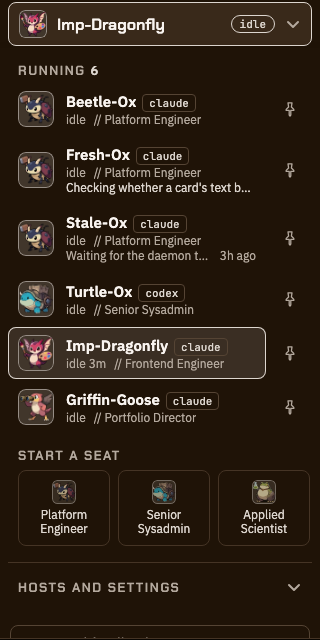 Imp-Dragonfly idle
RUNNING 6
Beetle-Ox claude
idle // Platform Engineer
Fresh-Ox claude
idle // Platform Engineer
Checking whether a card's text b...
Stale-Ox claude
idle // Platform Engineer
Waiting for the daemon t... 3h ago
Turtle-Ox codex
idle // Senior Sysadmin
Imp-Dragonfly claude
idle 3m // Frontend Engineer
Griffin-Goose claude
idle // Portfolio Director
START A SEAT
Platform
Engineer
Senior
Sysadmin
Applied
Scientist
HOSTS AND SETTINGS